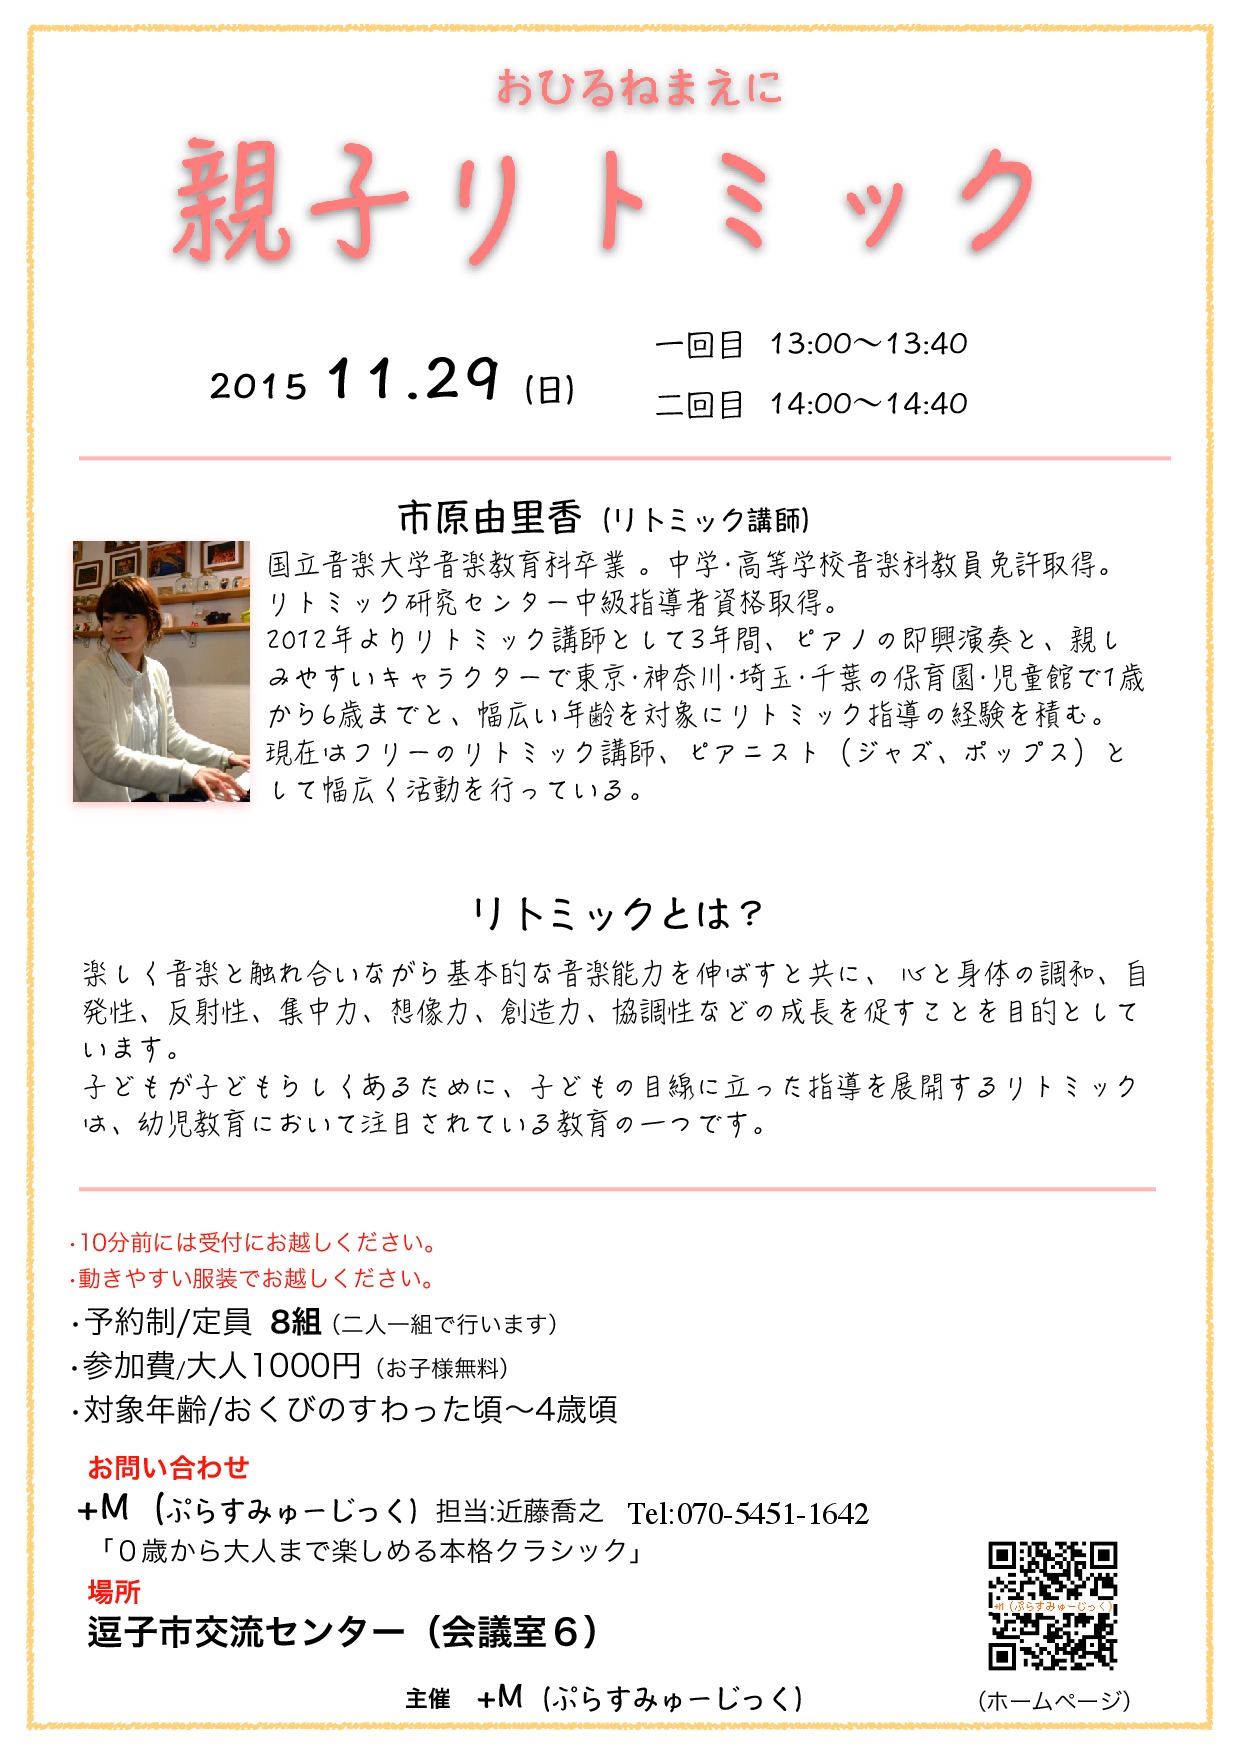 おひるねまえに
親子リトミック
2015 11.29 (日)
一回目 13:00〜13:40
二回目 14:00〜14:40
市原由里香 (リトミック講師)
国立音楽大学音楽教育科卒業 。中学・高等学校音楽科教員免許取得。
リトミック研究センター中級指導者資格取得。
2012年よりリトミック講師として3年間、ピアノの即興演奏と、親し
みやすいキャラクターで東京・神奈川・埼玉・千葉の保育園・児童館で1歳
から6歳までと、幅広い年齢を対象にリトミック指導の経験を積む。
現在はフリーのリトミック講師、ピアニスト（ジャズ、ポップス）と
して幅広く活動を行っている。
リトミックとは？
楽しく音楽と触れ合いながら基本的な音楽能力を伸ばすと共に、心と身体の調和、自
発性、反射性、集中力、想像力、創造力、協調性などの成長を促すことを目的として
います。
子どもが子どもらしくあるために、子どもの目線に立った指導を展開するリトミック
は、幼児教育において注目されている教育の一つです。
・10分前には受付にお越しください。
・動きやすい服装でお越しください。
・予約制/定員 8組（二人一組で行います）
・参加費/大人1000円（お子様無料）
・対象年齢/おくびのすわった頃〜4歳頃
お問い合わせ
+M (ぷらすみゅーじっく) 担当:近藤喬之 Tel:070-5451-1642
「０歳から大人まで楽しめる本格クラシック」
場所
逗子市交流センター（会議室６）
+M (ぷらすみゅーじっく)
（ホームページ）
主催 +M (ぷらすみゅーじっく)